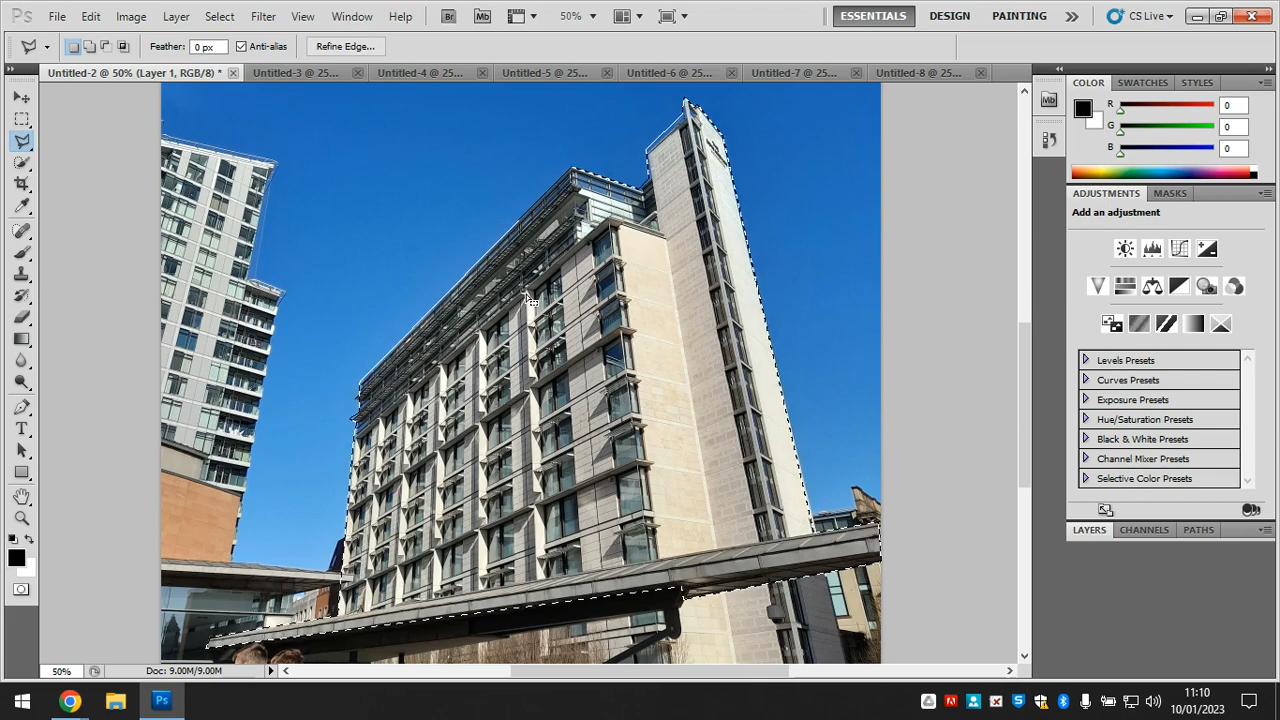 Ps File Edit Image Layer Select Filter View Window Help Br Mb 50% ESSENTIALS DESIGN PAINTING CS Live
Feather: 0 px Anti-alias Refine Edge...
Untitled-2 @ 50% (Layer 1, RGB/8) * Untitled-3 @ 25... Untitled-4 @ 25... Untitled-5 @ 25... Untitled-6 @ 25... Untitled-7 @ 25... Untitled-8 @ 25...
Mb
COLOR SWATCHES STYLES
R 0
G 0
B 0
ADJUSTMENTS MASKS
Add an adjustment
Levels Presets
Curves Presets
Exposure Presets
Hue/Saturation Presets
Black & White Presets
Channel Mixer Presets
Selective Color Presets
LAYERS CHANNELS PATHS
50% Doc: 9.00M/9.00M
Ps
11:10
10/01/2023